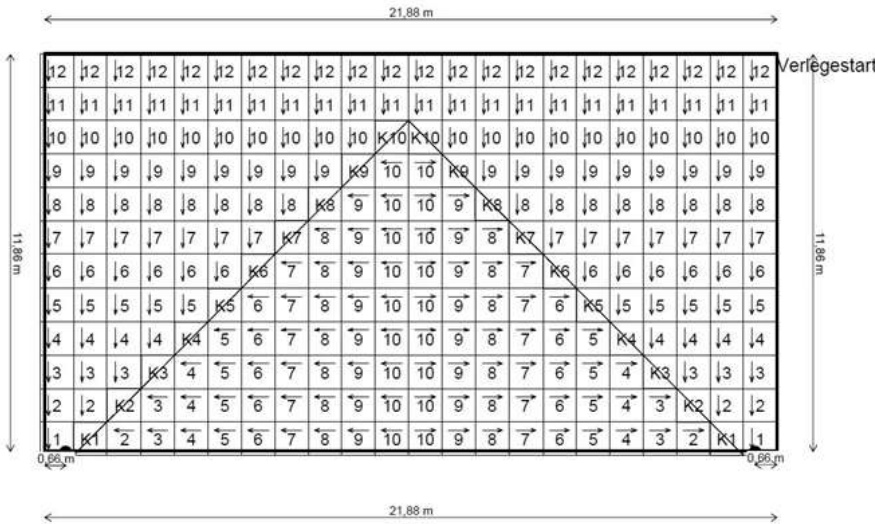 21,88 m
12 12 12 12 12 12 12 12 12 12 12 12 12 12 12 12 12 12 12 12 12 12 Verlegestart
11 11 11 11 11 11 11 11 11 11 11 11 11 11 11 11 11 11 11 11 11 11
10 10 10 10 10 10 10 10 10 10 K10 K10 10 10 10 10 10 10 10 10 10 10
9 9 9 9 9 9 9 9 9 K9 10 10 K9 9 9 9 9 9 9 9 9 9
8 8 8 8 8 8 8 8 K8 9 10 10 9 K8 8 8 8 8 8 8 8 8
7 7 7 7 7 7 7 K7 8 9 10 10 9 8 K7 7 7 7 7 7 7 7
11,86 m
11,86 m
6 6 6 6 6 6 K6 7 8 9 10 10 9 8 7 K6 6 6 6 6 6 6
5 5 5 5 5 K5 6 7 8 9 10 10 9 8 7 6 K5 5 5 5 5 5
4 4 4 4 K4 5 6 7 8 9 10 10 9 8 7 6 5 K4 4 4 4 4
3 3 3 K3 4 5 6 7 8 9 10 10 9 8 7 6 5 4 K3 3 3 3
2 2 K2 3 4 5 6 7 8 9 10 10 9 8 7 6 5 4 3 K2 2 2
1 K1 2 3 4 5 6 7 8 9 10 10 9 8 7 6 5 4 3 2 K1 1
0,66 m
0,66 m
21,88 m